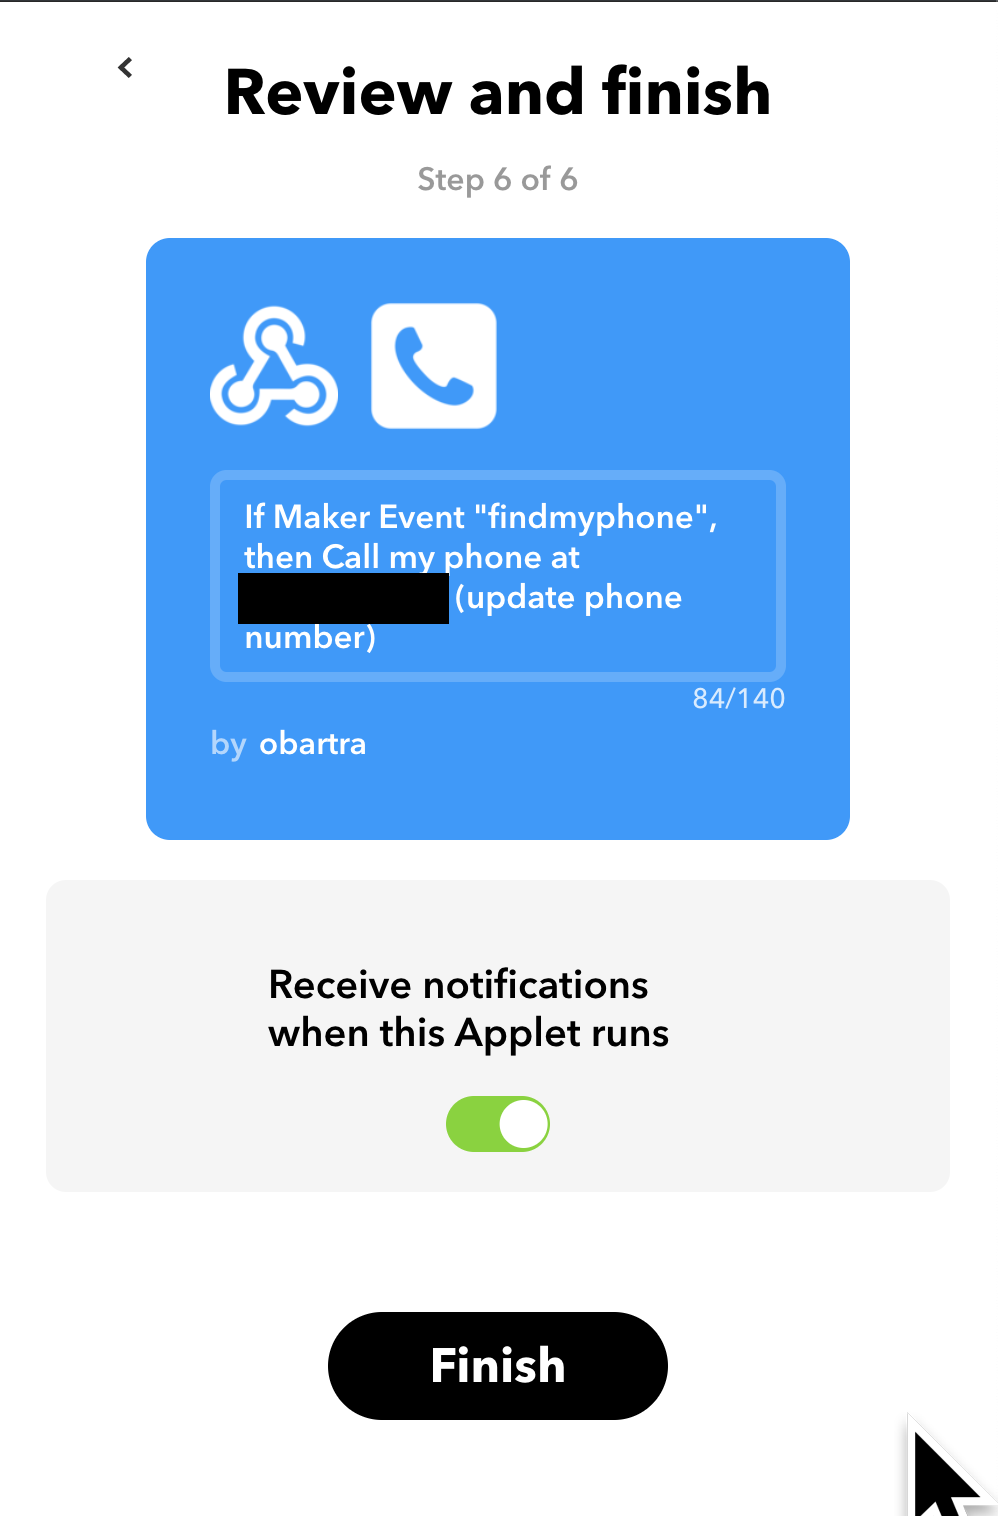 Review and finish
Step 6 of 6
If Maker Event "findmyphone",
then Call my phone at
(update phone
number)
84/140
by obartra
Receive notifications
when this Applet runs
Finish